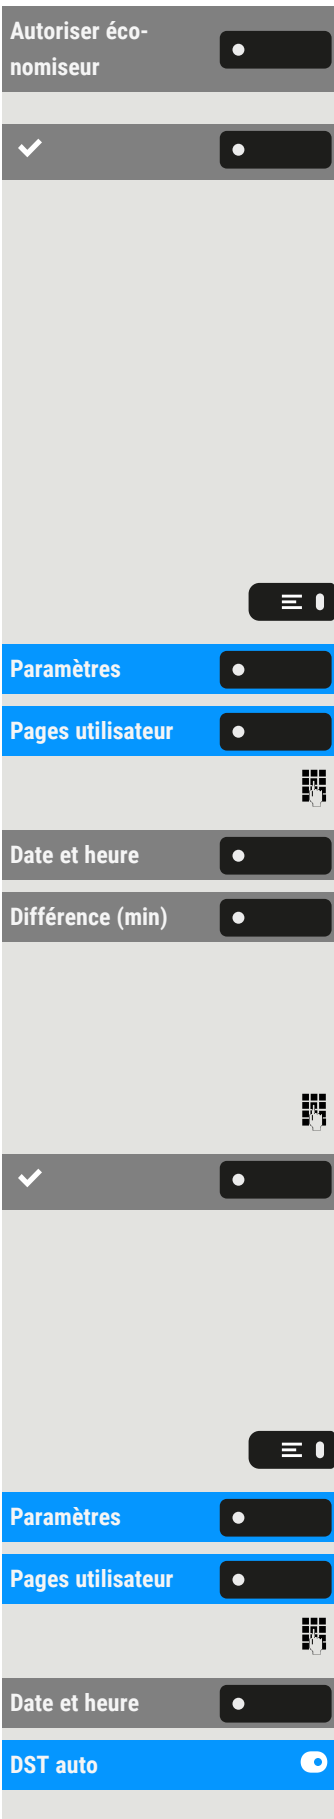 Autoriser éco-
nomiseur
Paramètres
Pages utilisateur
Date et heure
Différence (min)
Paramètres
Pages utilisateur
Date et heure
DST auto